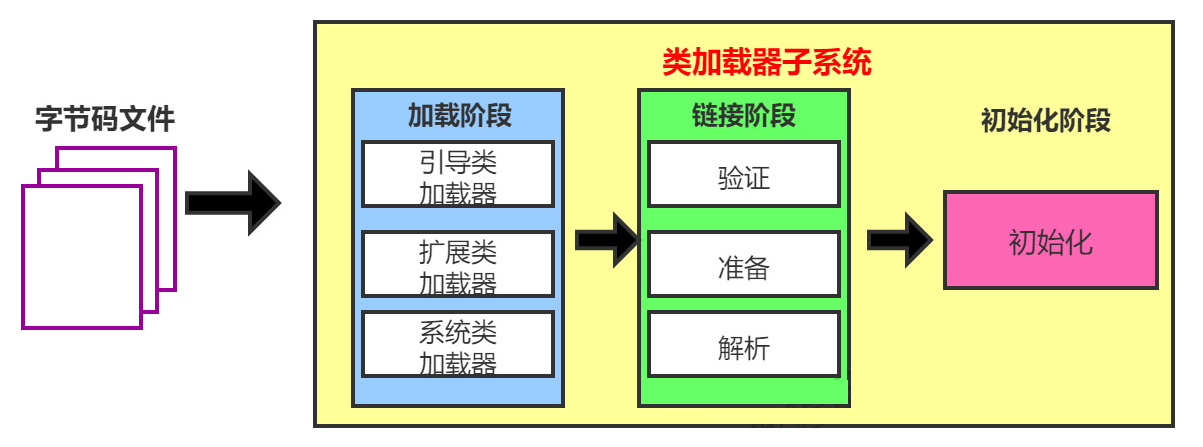 类加载器子系统
字节码文件
加载阶段
引导类
加载器
扩展类
加载器
系统类
加载器
链接阶段
验证
准备
解析
初始化阶段
初始化